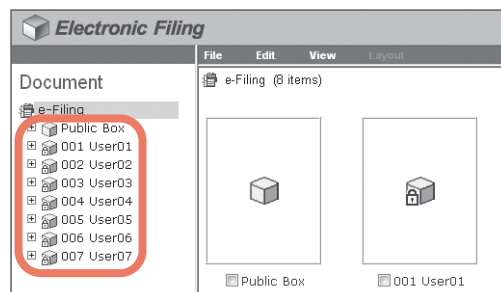 Electronic Filing
File Edit View Layout
Document
e-Filing
Public Box
001 User01
002 User02
003 User03
004 User04
005 User05
006 User06
007 User07
e-Filing (8 items)
Public Box 001 User01